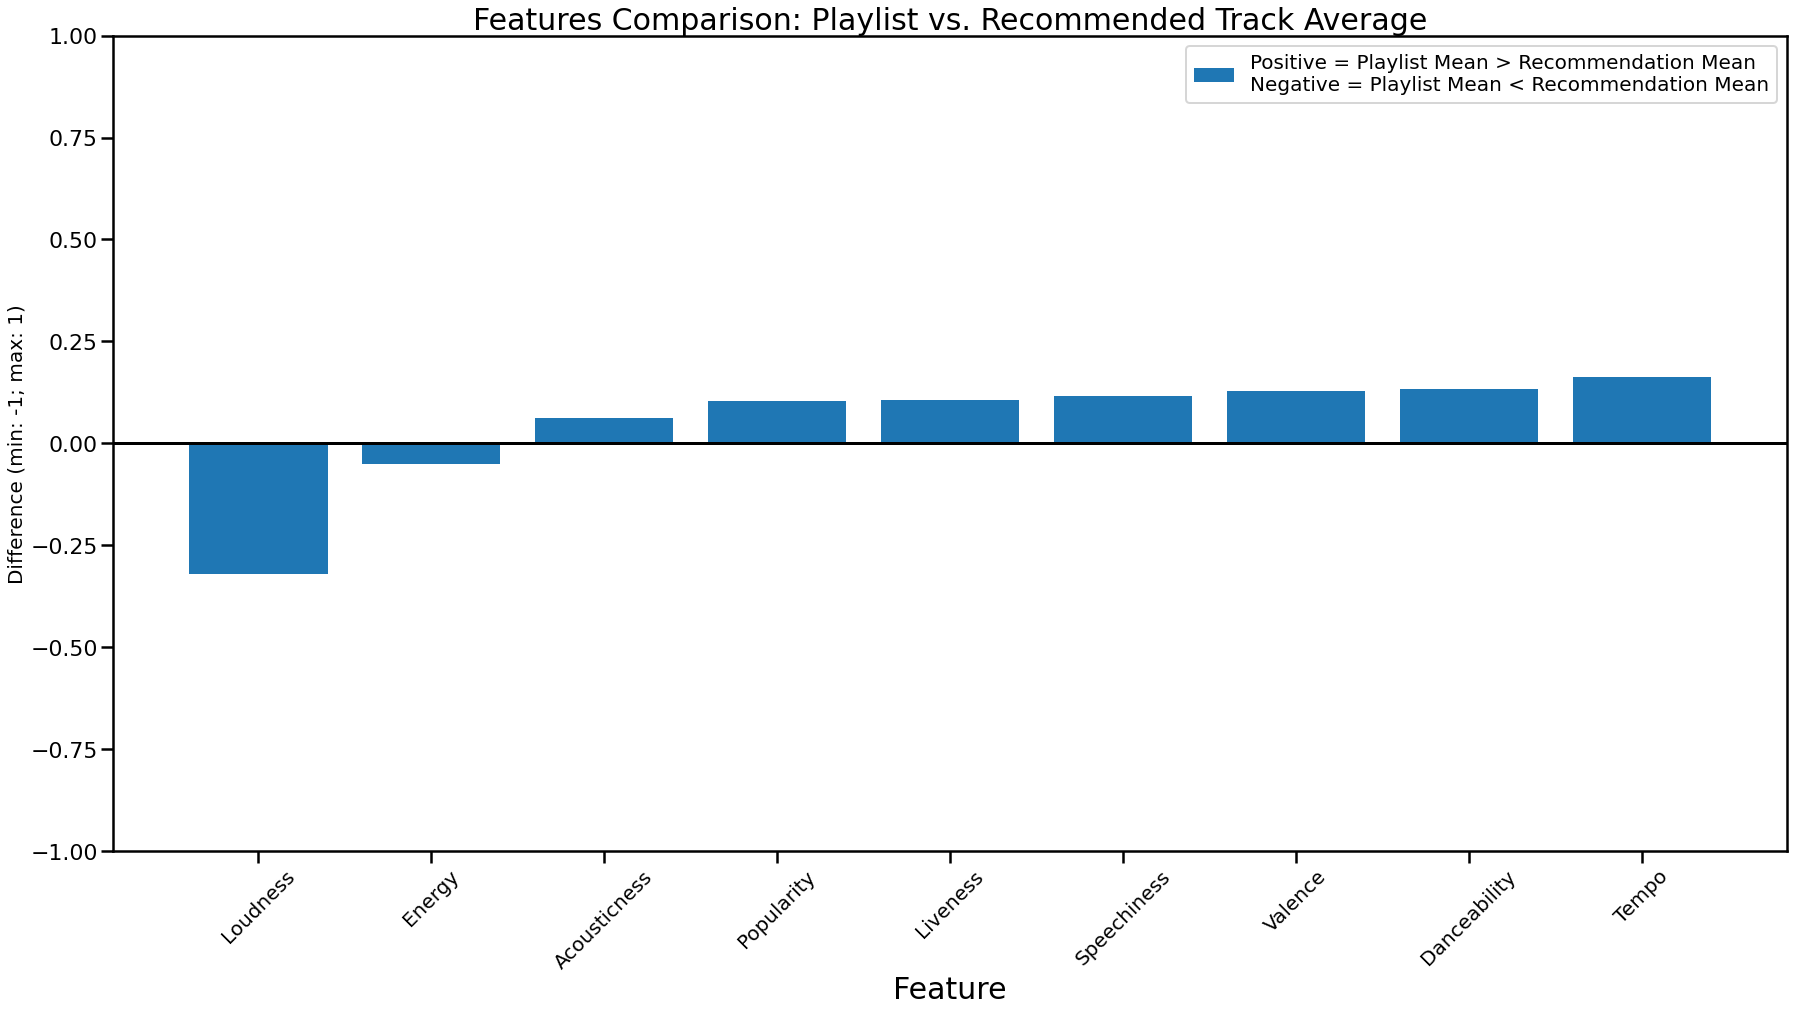 Features Comparison: Playlist vs. Recommended Track Average
Positive = Playlist Mean > Recommendation Mean
Negative = Playlist Mean < Recommendation Mean
Difference (min: -1; max: 1)
1.00
0.75
0.50
0.25
0.00
−0.25
−0.50
−0.75
−1.00
Loudness
Energy
Acousticness
Popularity
Liveness
Speechiness
Valence
Danceability
Tempo
Feature